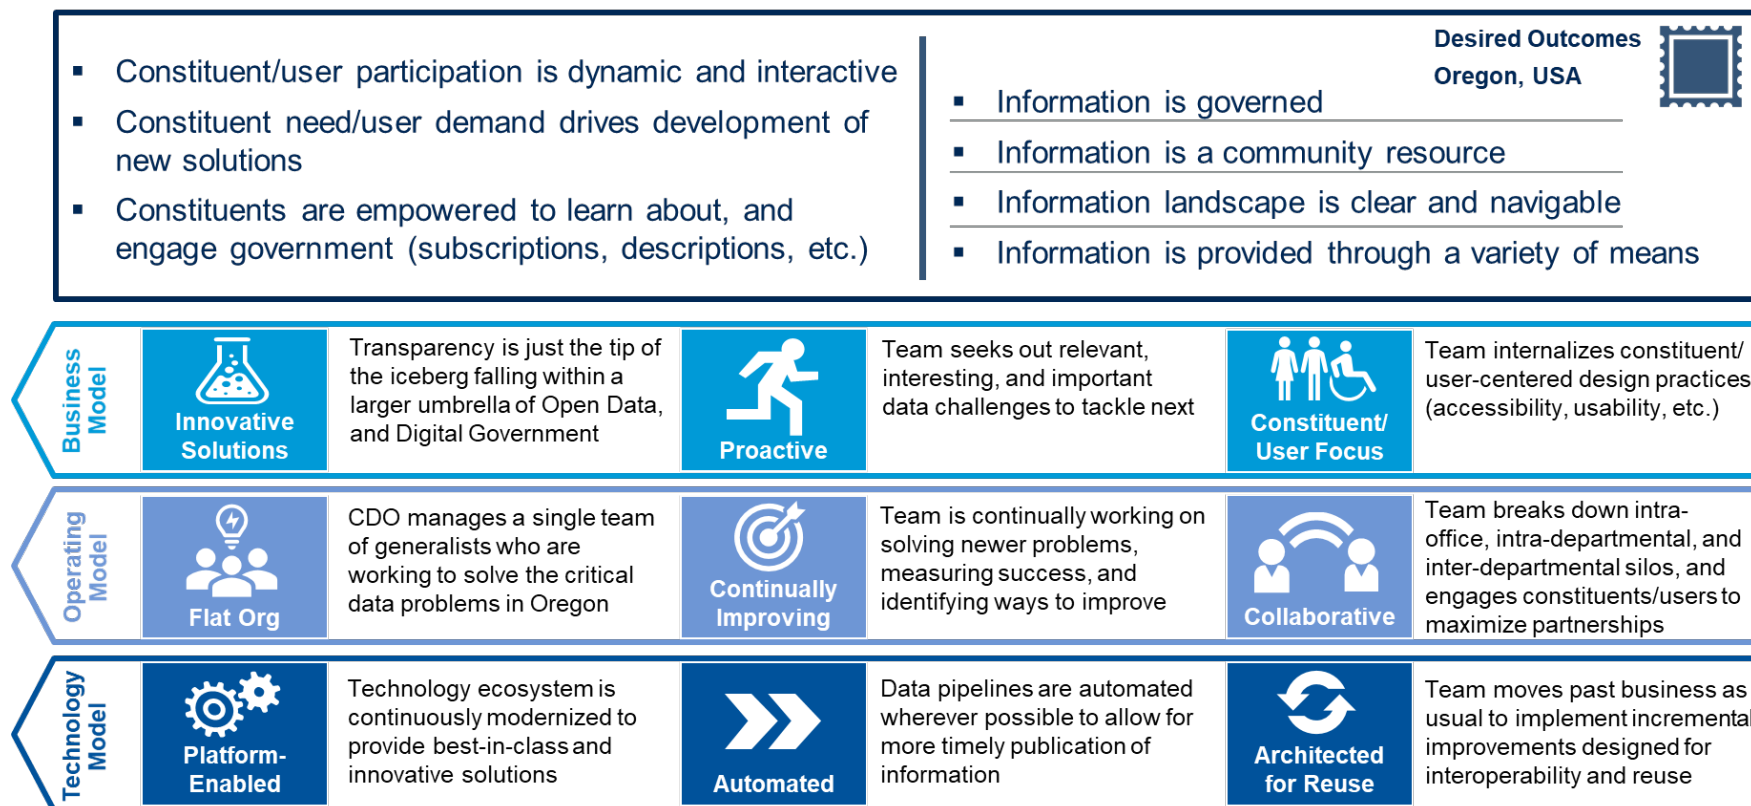 Desired Outcomes
Oregon, USA
▪ Constituent/user participation is dynamic and interactive
▪ Constituent need/user demand drives development of
new solutions
▪ Constituents are empowered to learn about, and
engage government (subscriptions, descriptions, etc.)
▪ Information is governed
▪ Information is a community resource
▪ Information landscape is clear and navigable
▪ Information is provided through a variety of means
Business
Model
Innovative
Solutions
Transparency is just the tip of
the iceberg falling within a
larger umbrella of Open Data,
and Digital Government
Proactive
Team seeks out relevant,
interesting, and important
data challenges to tackle next
Constituent/
User Focus
Team internalizes constituent/
user-centered design practices
(accessibility, usability, etc.)
Operating
Model
Flat Org
CDO manages a single team
of generalists who are
working to solve the critical
data problems in Oregon
Continually
Improving
Team is continually working on
solving newer problems,
measuring success, and
identifying ways to improve
Collaborative
Team breaks down intra-
office, intra-departmental, and
inter-departmental silos, and
engages constituents/users to
maximize partnerships
Technology
Model
Platform-
Enabled
Technology ecosystem is
continuously modernized to
provide best-in-class and
innovative solutions
Automated
Data pipelines are automated
wherever possible to allow for
more timely publication of
information
Architected
for Reuse
Team moves past business as
usual to implement incremental
improvements designed for
interoperability and reuse